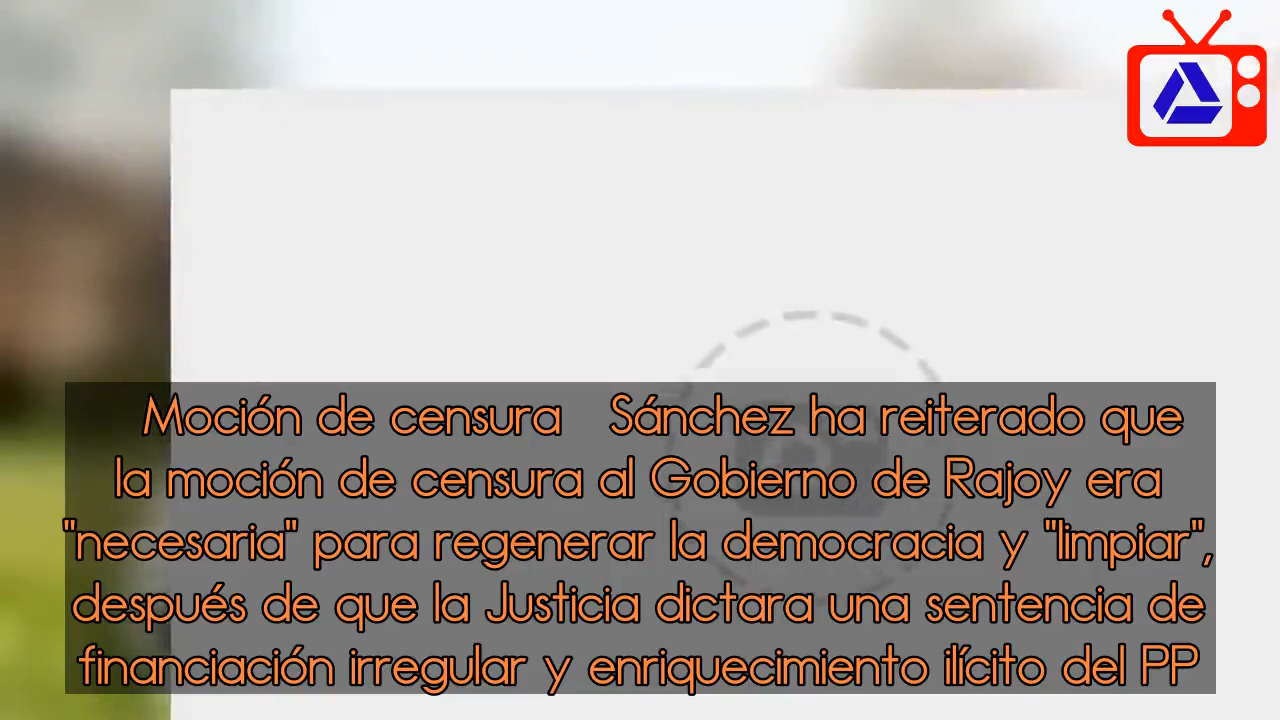 Moción de censura Sánchez ha reiterado que
la moción de censura al Gobierno de Rajoy era
"necesaria" para regenerar la democracia y "limpiar",
después de que la Justicia dictara una sentencia de
financiación irregular y enriquecimiento ilícito del PP